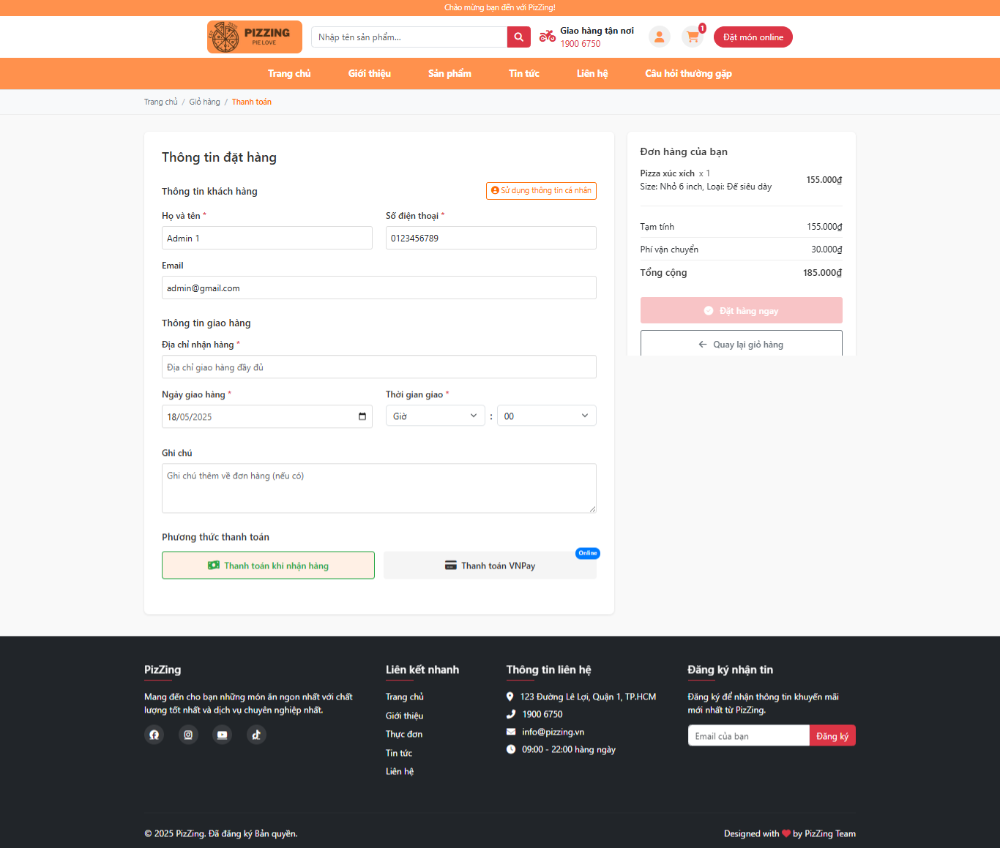 Chào mừng bạn đến với PizZing!
PIZZING
PIE LOVE
Nhập tên sản phẩm...
Giao hàng tận nơi
1900 6750
1
Đặt món online
Trang chủ
Giới thiệu
Sản phẩm
Tin tức
Liên hệ
Câu hỏi thường gặp
Trang chủ / Giỏ hàng / Thanh toán
Thông tin đặt hàng
Thông tin khách hàng
Sử dụng thông tin cá nhân
Họ và tên *
Số điện thoại *
Admin 1
0123456789
Email
admin@gmail.com
Thông tin giao hàng
Địa chỉ nhận hàng *
Địa chỉ giao hàng đầy đủ
Ngày giao hàng *
Thời gian giao *
18/05/2025
Giờ : 00
Ghi chú
Ghi chú thêm về đơn hàng (nếu có)
Phương thức thanh toán
Thanh toán khi nhận hàng
Thanh toán VNPay
Online
Đơn hàng của bạn
Pizza xúc xích x 1
Size: Nhỏ 6 inch, Loại: Đế siêu dày
155.000₫
Tạm tính 155.000₫
Phí vận chuyển 30.000₫
Tổng cộng 185.000₫
Đặt hàng ngay
Quay lại giỏ hàng
PizZing
Mang đến cho bạn những món ăn ngon nhất với chất
lượng tốt nhất và dịch vụ chuyên nghiệp nhất.
Liên kết nhanh
Trang chủ
Giới thiệu
Thực đơn
Tin tức
Liên hệ
Thông tin liên hệ
123 Đường Lê Lợi, Quận 1, TP.HCM
1900 6750
info@pizzing.vn
09:00 - 22:00 hàng ngày
Đăng ký nhận tin
Đăng ký để nhận thông tin khuyến mãi
mới nhất từ PizZing.
Email của bạn
Đăng ký
© 2025 PizZing. Đã đăng ký Bản quyền.
Designed with ❤ by PizZing Team